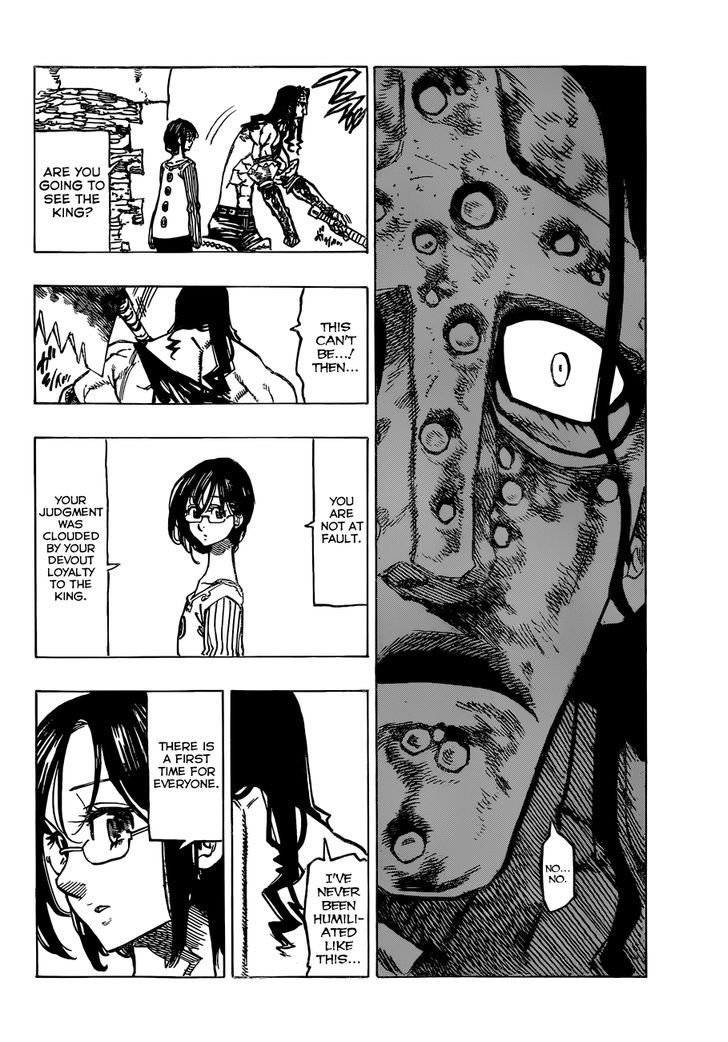 NO...
NO.
ARE YOU
GOING TO
SEE THE
KING?
THIS
CAN'T
BE...!
THEN...
YOU
ARE NOT
AT
FAULT.
YOUR
JUDGMENT
WAS
CLOUDED
BY YOUR
DEVOUT
LOYALTY
TO THE
KING.
I'VE
NEVER
BEEN
HUMILI-
ATED
LIKE
THIS...
THERE IS
A FIRST
TIME FOR
EVERYONE.